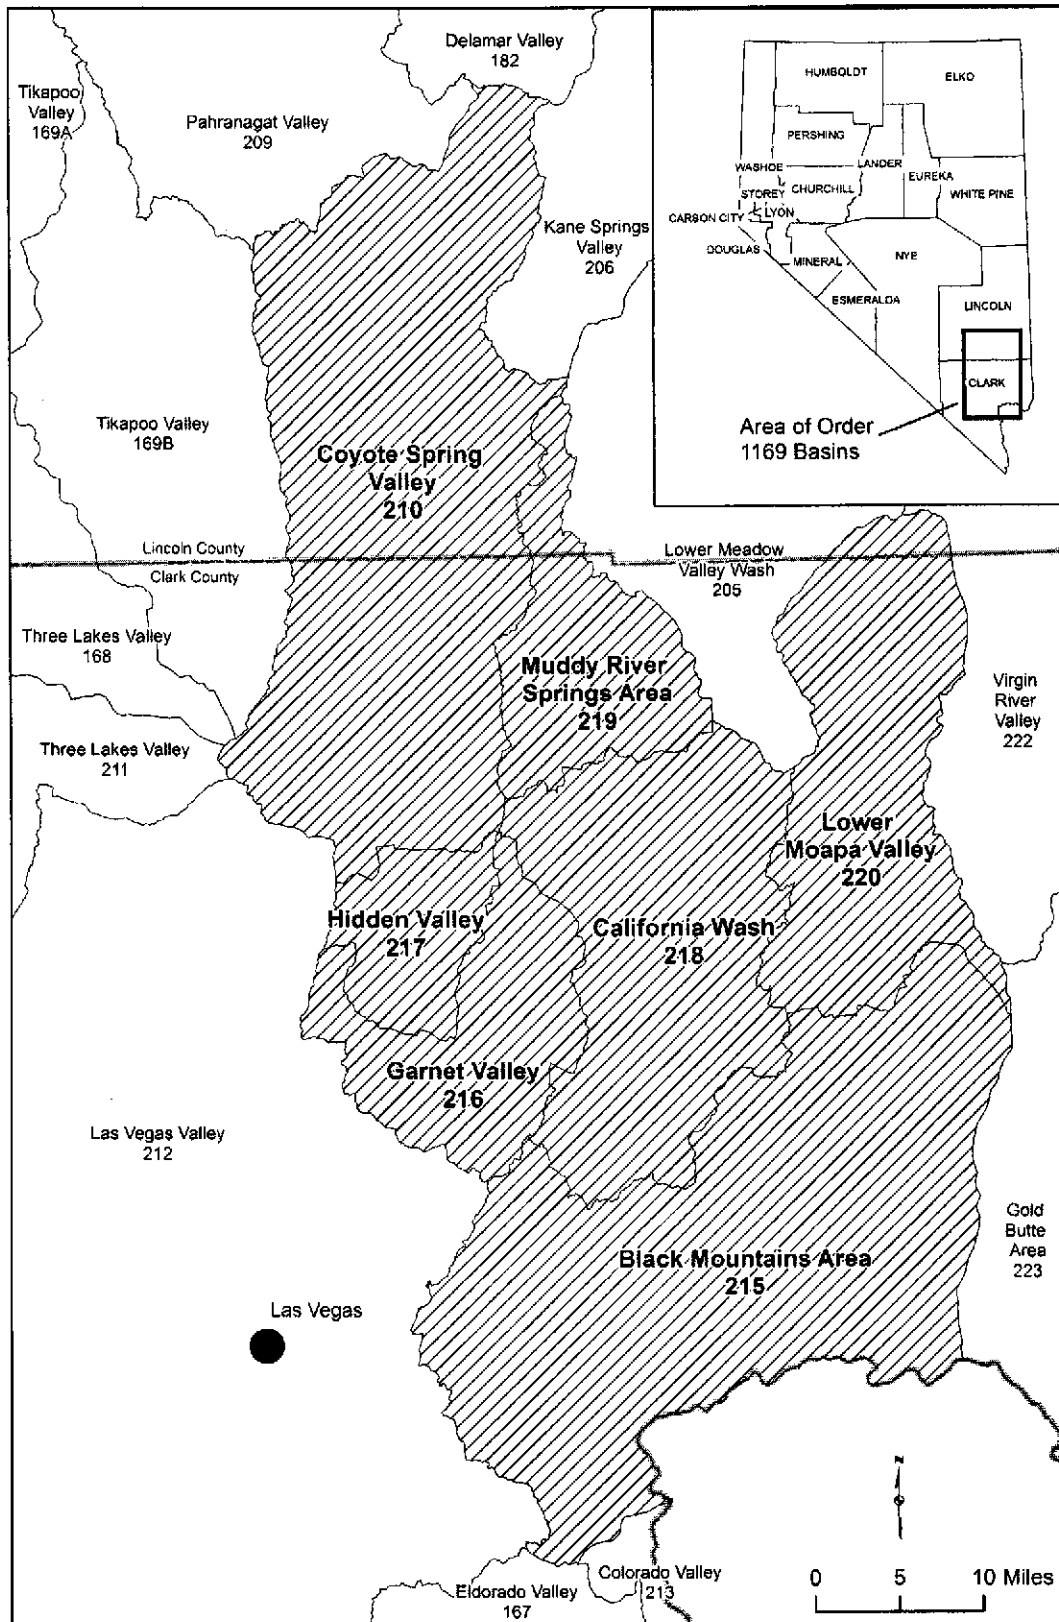 Delamar Valley
182
Tikapoo
Valley
169A
Pahranagat Valley
209
Kane Springs
Valley
206
HUMBOLDT
ELKO
PERSHING
WASHOE
LANDER
EUREKA
STOREY
CHURCHILL
WHITE PINE
CARSON CITY
LYON
DOUGLAS
MINERAL
NYE
ESMERALDA
LINCOLN
CLARK
Area of Order
1169 Basins
Tikapoo Valley
169B
Coyote Spring
Valley
210
Lincoln County
Clark County
Lower Meadow
Valley Wash
205
Three Lakes Valley
168
Muddy River
Springs Area
219
Virgin
River
Valley
222
Three Lakes Valley
211
Lower
Moapa Valley
220
Hidden Valley
217
California Wash
218
Garnet Valley
216
Las Vegas Valley
212
Black Mountains Area
215
Gold
Butte
Area
223
Las Vegas
N
Colorado Valley
213
Eldorado Valley
167
0 5 10 Miles